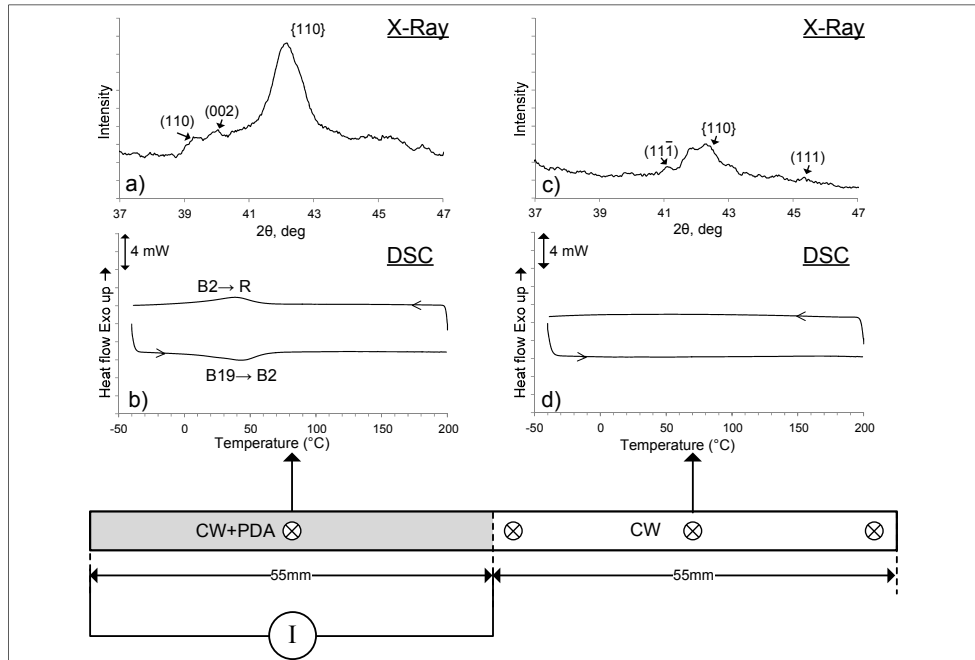 X-Ray
{110}
(110)
(002)
Intensity
a)
37 39 41 43 45 47
2θ, deg
X-Ray
{110}
(111̄)
(111)
Intensity
c)
37 39 41 43 45 47
2θ, deg
4 mW
DSC
B2→ R
B19→ B2
Heat flow Exo up →
b)
-50 0 50 100 150 200
Temperature (°C)
4 mW
DSC
Heat flow Exo up →
d)
-50 0 50 100 150 200
Temperature (°C)
CW+PDA
CW
55mm
55mm
I